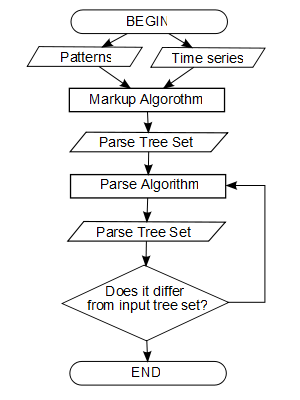 BEGIN
Patterns
Time series
Markup Algorothm
Parse Tree Set
Parse Algorithm
Parse Tree Set
Does it differ
from input tree set?
END